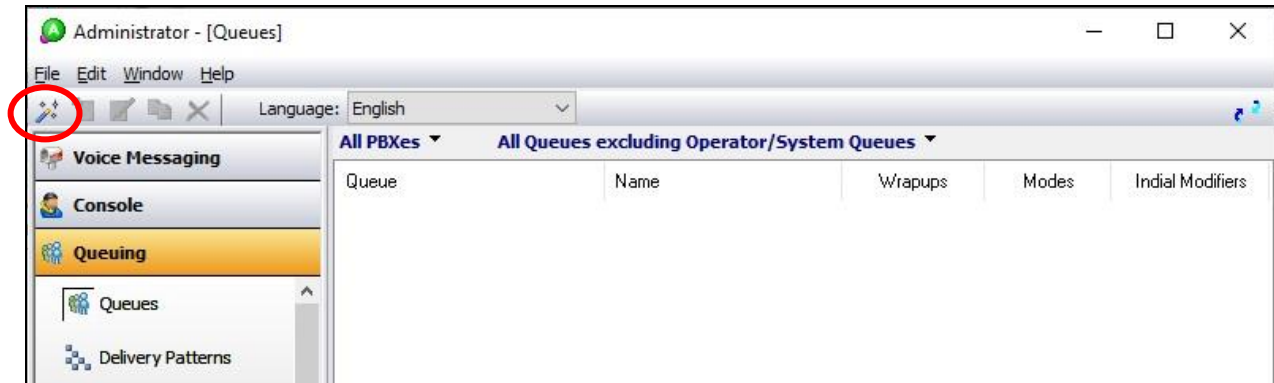 Administrator - [Queues]
File Edit Window Help
Language: English
All PBXes All Queues excluding Operator/System Queues
Voice Messaging
Queue Name Wrapups Modes Indial Modifiers
Console
Queuing
Queues
Delivery Patterns